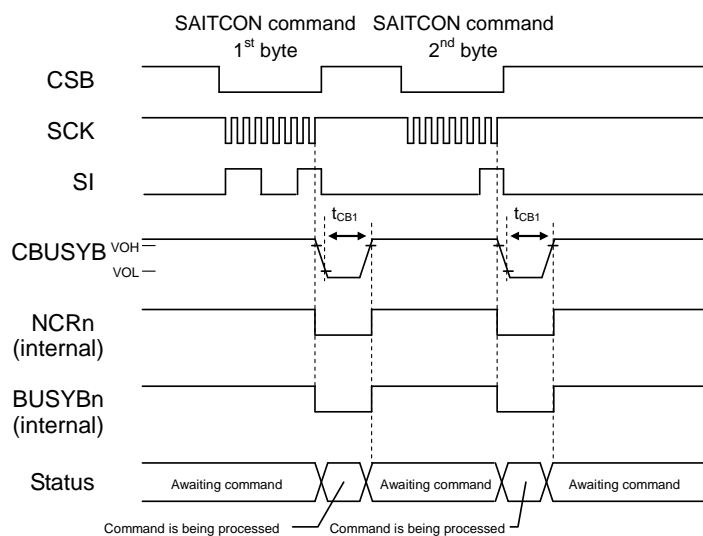 SAITCON command
1st byte
SAITCON command
2nd byte
CSB
SCK
SI
tCB1
tCB1
CBUSYB
VOH
VOL
NCRn
(internal)
BUSYBn
(internal)
Status
Awaiting command
Awaiting command
Awaiting command
Command is being processed
Command is being processed